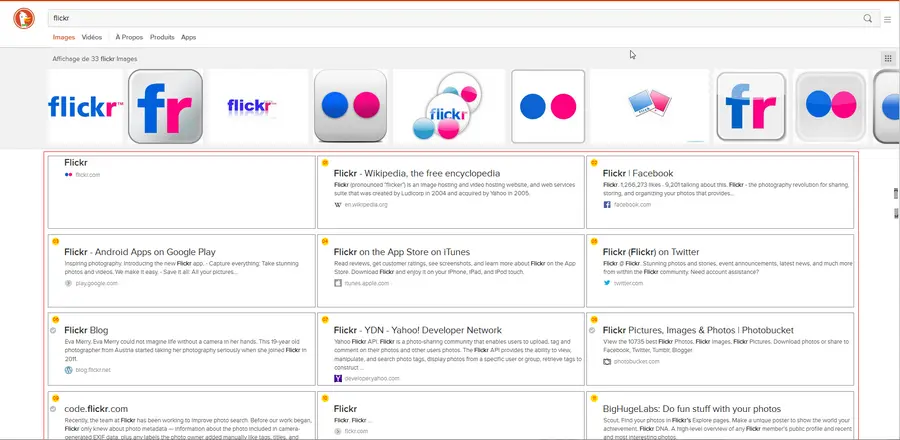 flickr
Images Vidéos À Propos Produits Apps
Affichage de 33 flickr Images
flickr™
fr
flickr
flickr
fr
Flickr
flickr.com
Flickr - Wikipedia, the free encyclopedia
Flickr (pronounced "flicker") is an image hosting and video hosting website, and web services
suite that was created by Ludicorp in 2004 and acquired by Yahoo in 2005.
en.wikipedia.org
Flickr | Facebook
Flickr. 1,266,273 likes · 9,201 talking about this. Flickr - the photography revolution for sharing,
storing, and organizing your photos that provides...
facebook.com
Flickr - Android Apps on Google Play
Inspiring photography. Introducing the new Flickr app. - Capture everything: Take stunning
photos and videos. We make it easy. - Save it all: All your pictures...
play.google.com
Flickr on the App Store on iTunes
Read reviews, get customer ratings, see screenshots, and learn more about Flickr on the App
Store. Download Flickr and enjoy it on your iPhone, iPad, and iPod touch.
itunes.apple.com
Flickr (Flickr) on Twitter
Flickr @ Flickr. Stunning photos and stories, event announcements, latest news, and much more
from within the Flickr community. Need account assistance?
twitter.com
Flickr Blog
Eva Merry. Eva Merry could not imagine life without a camera in her hands. This 19-year old
photographer from Austria started taking her photography seriously when she joined Flickr in
2011.
blog.flickr.net
Flickr - YDN - Yahoo! Developer Network
Yahoo Flickr API. Flickr is a photo-sharing community that enables users to upload, tag and
comment on their photos and other users photos. The Flickr API provides the ability to view,
manipulate, and search photo tags, display photos from a specific user or group, retrieve tags to
construct ...
developer.yahoo.com
Flickr Pictures, Images & Photos | Photobucket
View the 10735 best Flickr Photos, Flickr Images, Flickr Pictures. Download photos or share to
Facebook, Twitter, Tumblr, Blogger.
photobucket.com
code.flickr.com
Recently, the team at Flickr has been working to improve photo search. Before our work began,
Flickr only knew about photo metadata — information about the photo included in camera-
generated EXIF data, plus any labels the photo owner added manually like tags, titles, and
Flickr
Flickr, Flickr ...
flickr.com
BigHugeLabs: Do fun stuff with your photos
Scout. Find your photos in Flickr's Explore pages. Motivator. Make a unique poster to show the world your
achievement. Flickr DNA. A high-level overview of any Flickr member's public profile and recent
and most interesting photos.